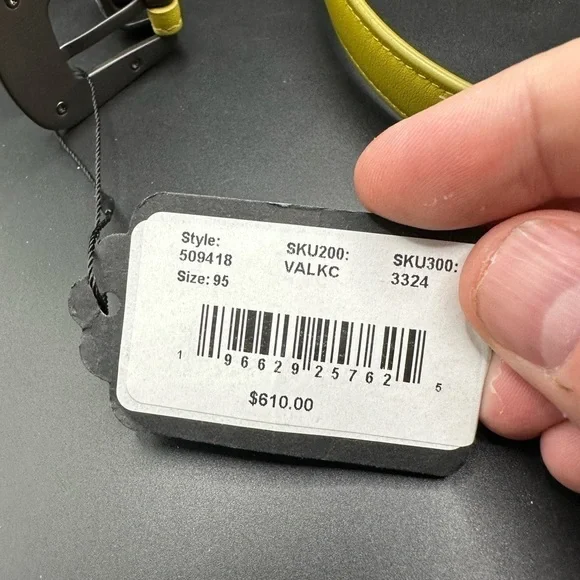 Style: SKU200: SKU300:
509418 VALKC 3324
Size: 95
1 96629 25762 5
$610.00